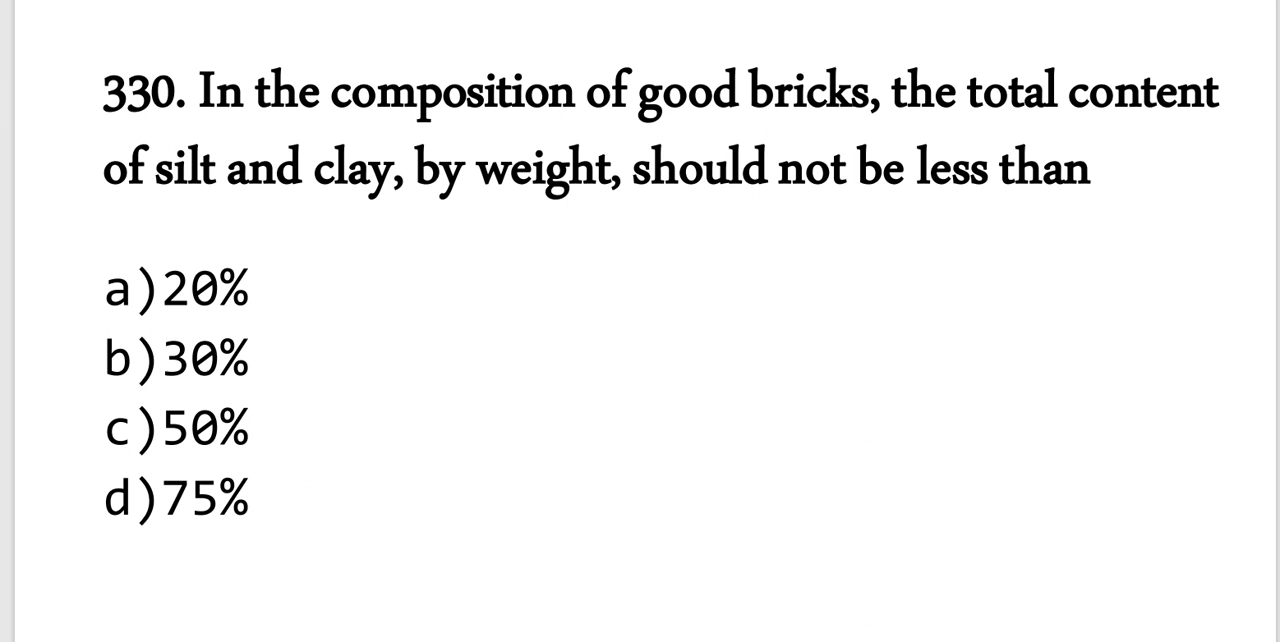 330. In the composition of good bricks, the total content
of silt and clay, by weight, should not be less than
a)20%
b)30%
c)50%
d)75%